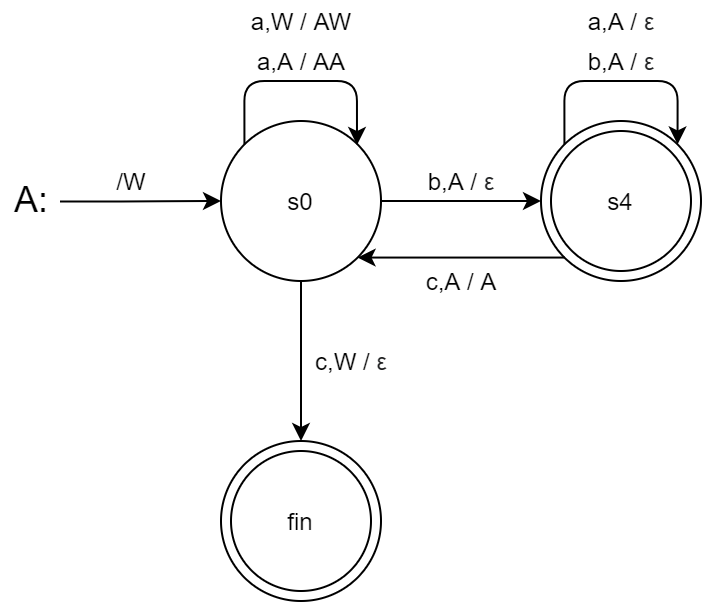 a,W / AW
a,A / AA
a,A / ε
b,A / ε
A:
/W
s0
b,A / ε
s4
c,A / A
c,W / ε
fin